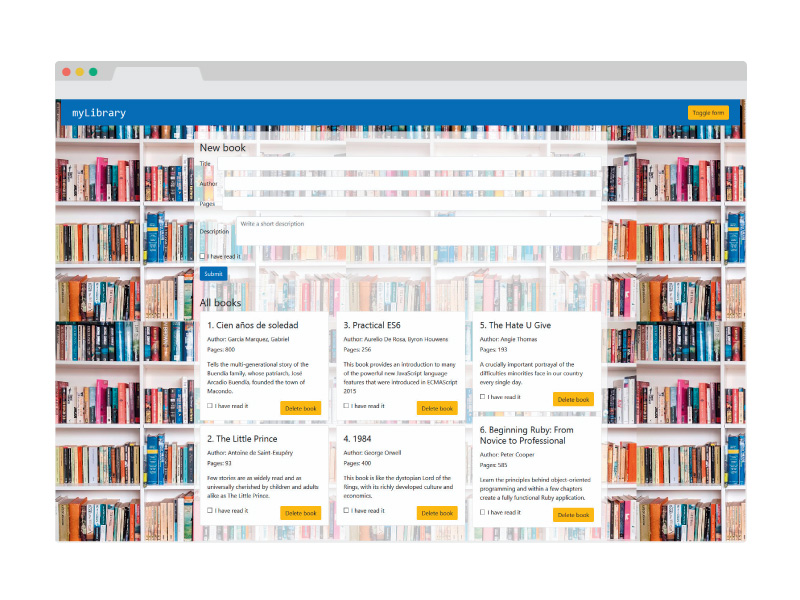 myLibrary
Toggle form
New book
Title
Author
Pages
Write a short description
Description
I have read it
Submit
All books
1. Cien años de soledad
Author: García Marquez, Gabriel
Pages: 800
Tells the multi-generational story of the
Buendía family, whose patriarch, José
Arcadio Buendía, founded the town of
Macondo.
I have read it
Delete book
2. The Little Prince
Author: Antoine de Saint-Exupéry
Pages: 93
Few stories are as widely read and as
universally cherished by children and adults
alike as The Little Prince.
I have read it
Delete book
3. Practical ES6
Author: Aurelio De Rosa, Byron Houwens
Pages: 256
This book provides an introduction to many
of the powerful new JavaScript language
features that were introduced in ECMAScript
2015
I have read it
Delete book
4. 1984
Author: George Orwell
Pages: 400
This book is like the dystopian Lord of the
Rings, with its richly developed culture and
economics.
I have read it
Delete book
5. The Hate U Give
Author: Angie Thomas
Pages: 193
A crucially important portrayal of the
difficulties minorities face in our country
every single day.
I have read it
Delete book
6. Beginning Ruby: From
Novice to Professional
Author: Peter Cooper
Pages: 585
Learn the principles behind object-oriented
programming and within a few chapters
create a fully functional Ruby application.
I have read it
Delete book